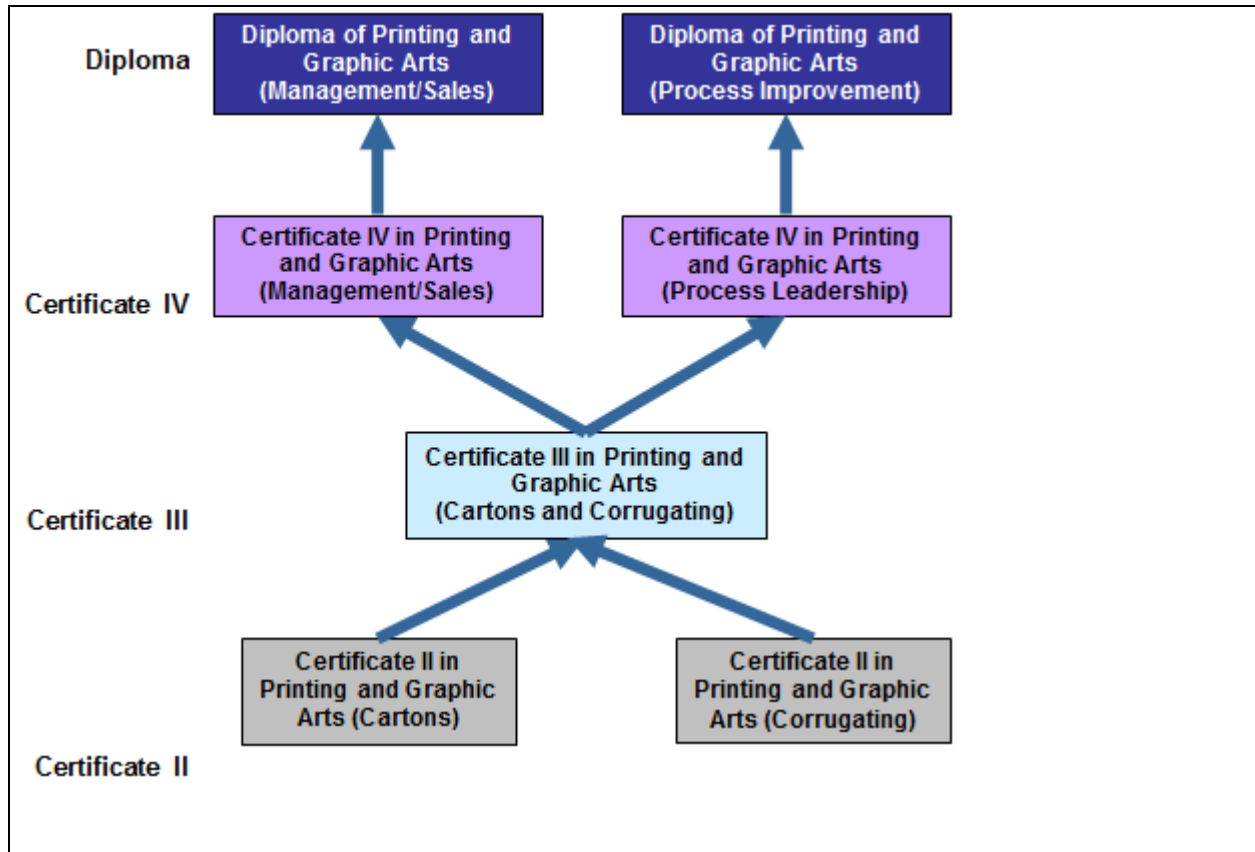 Diploma
Diploma of Printing and
Graphic Arts
(Management/Sales)
Diploma of Printing and
Graphic Arts
(Process Improvement)
Certificate IV
Certificate IV in Printing
and Graphic Arts
(Management/Sales)
Certificate IV in Printing
and Graphic Arts
(Process Leadership)
Certificate III
Certificate III in Printing and
Graphic Arts
(Cartons and Corrugating)
Certificate II
Certificate II in
Printing and Graphic
Arts (Cartons)
Certificate II in
Printing and Graphic
Arts (Corrugating)